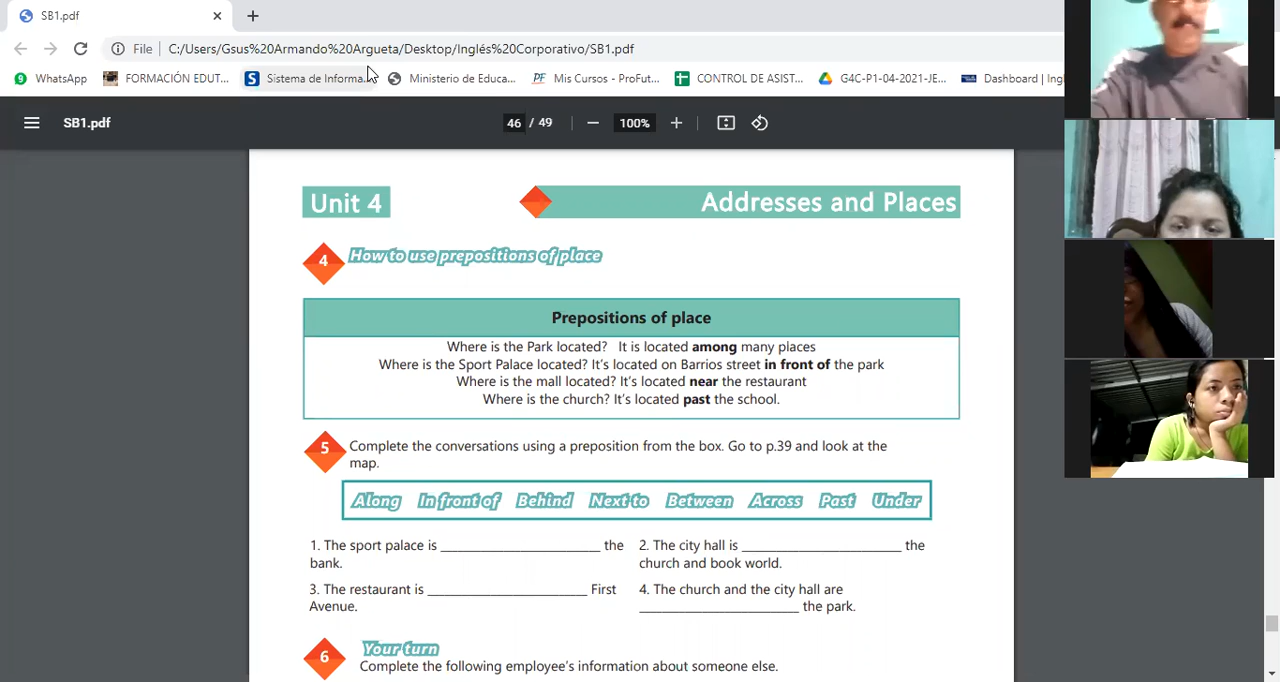 SB1.pdf
File C:/Users/Gsus%20Armando%20Argueta/Desktop/Inglés%20Corporativo/SB1.pdf
WhatsApp FORMACIÓN EDUT... Sistema de Informa... Ministerio de Educa... Mis Cursos - ProFut... CONTROL DE ASIST... G4C-P1-04-2021-JE... Dashboard | Ingl
SB1.pdf 46 / 49 100%
Unit 4 Addresses and Places
4 How to use prepositions of place
Prepositions of place
Where is the Park located? It is located among many places
Where is the Sport Palace located? It's located on Barrios street in front of the park
Where is the mall located? It's located near the restaurant
Where is the church? It's located past the school.
5 Complete the conversations using a preposition from the box. Go to p.39 and look at the
map.
Along In front of Behind Next to Between Across Past Under
1. The sport palace is ______________________ the
bank.
2. The city hall is ______________________ the
church and book world.
3. The restaurant is ______________________ First
Avenue.
4. The church and the city hall are
______________________ the park.
6 Your turn
Complete the following employee's information about someone else.